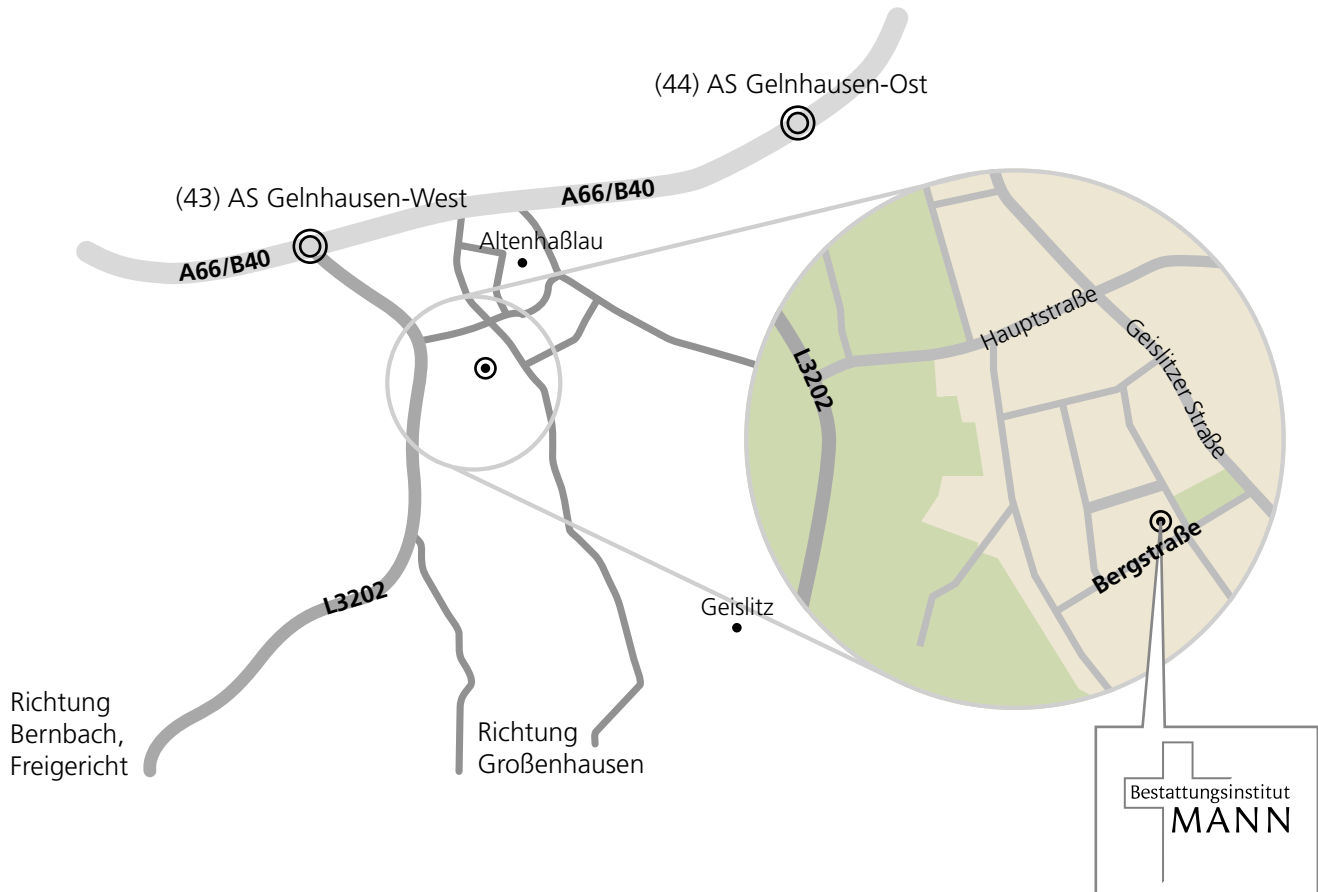 (44) AS Gelnhausen-Ost
(43) AS Gelnhausen-West
A66/B40
A66/B40
Altenhaßlau
Hauptstraße
Geislitzer Straße
L3202
Bergstraße
L3202
Geislitz
Richtung
Bernbach,
Freigericht
Richtung
Großenhausen
Bestattungsinstitut
MANN